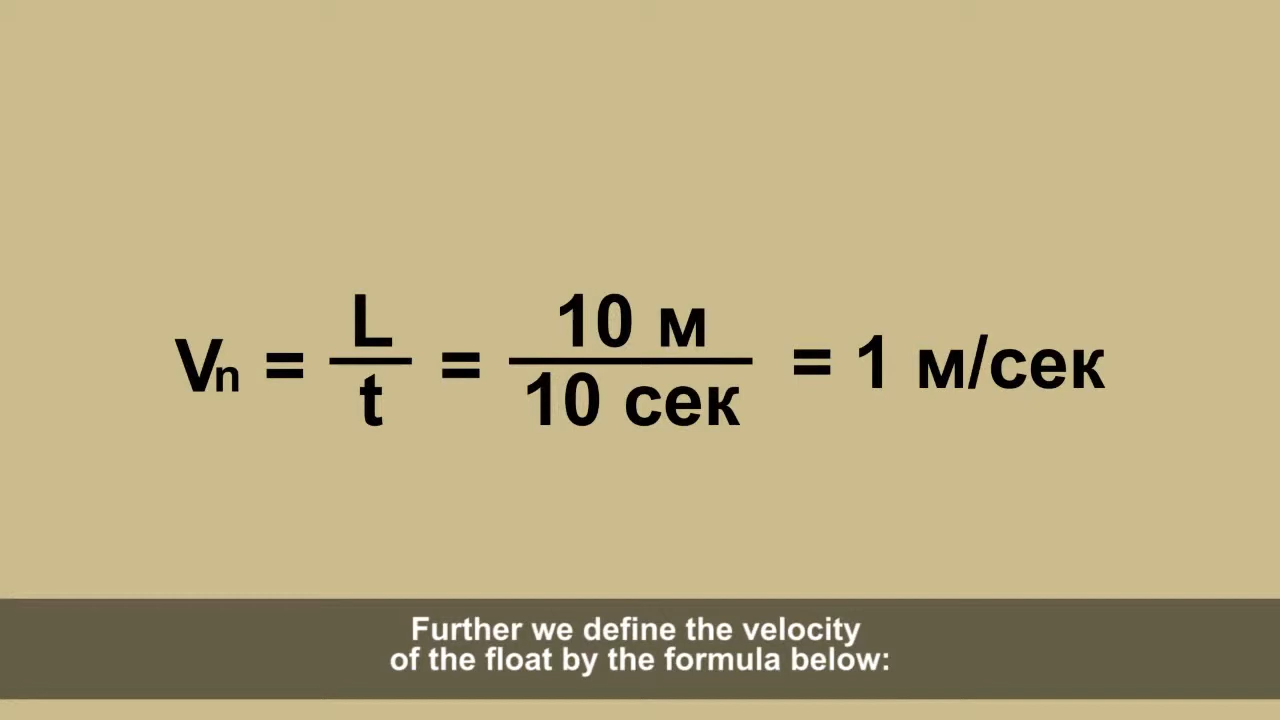 Vn = L/t = 10 м/10 сек = 1 м/сек
Further we define the velocity
of the float by the formula below: